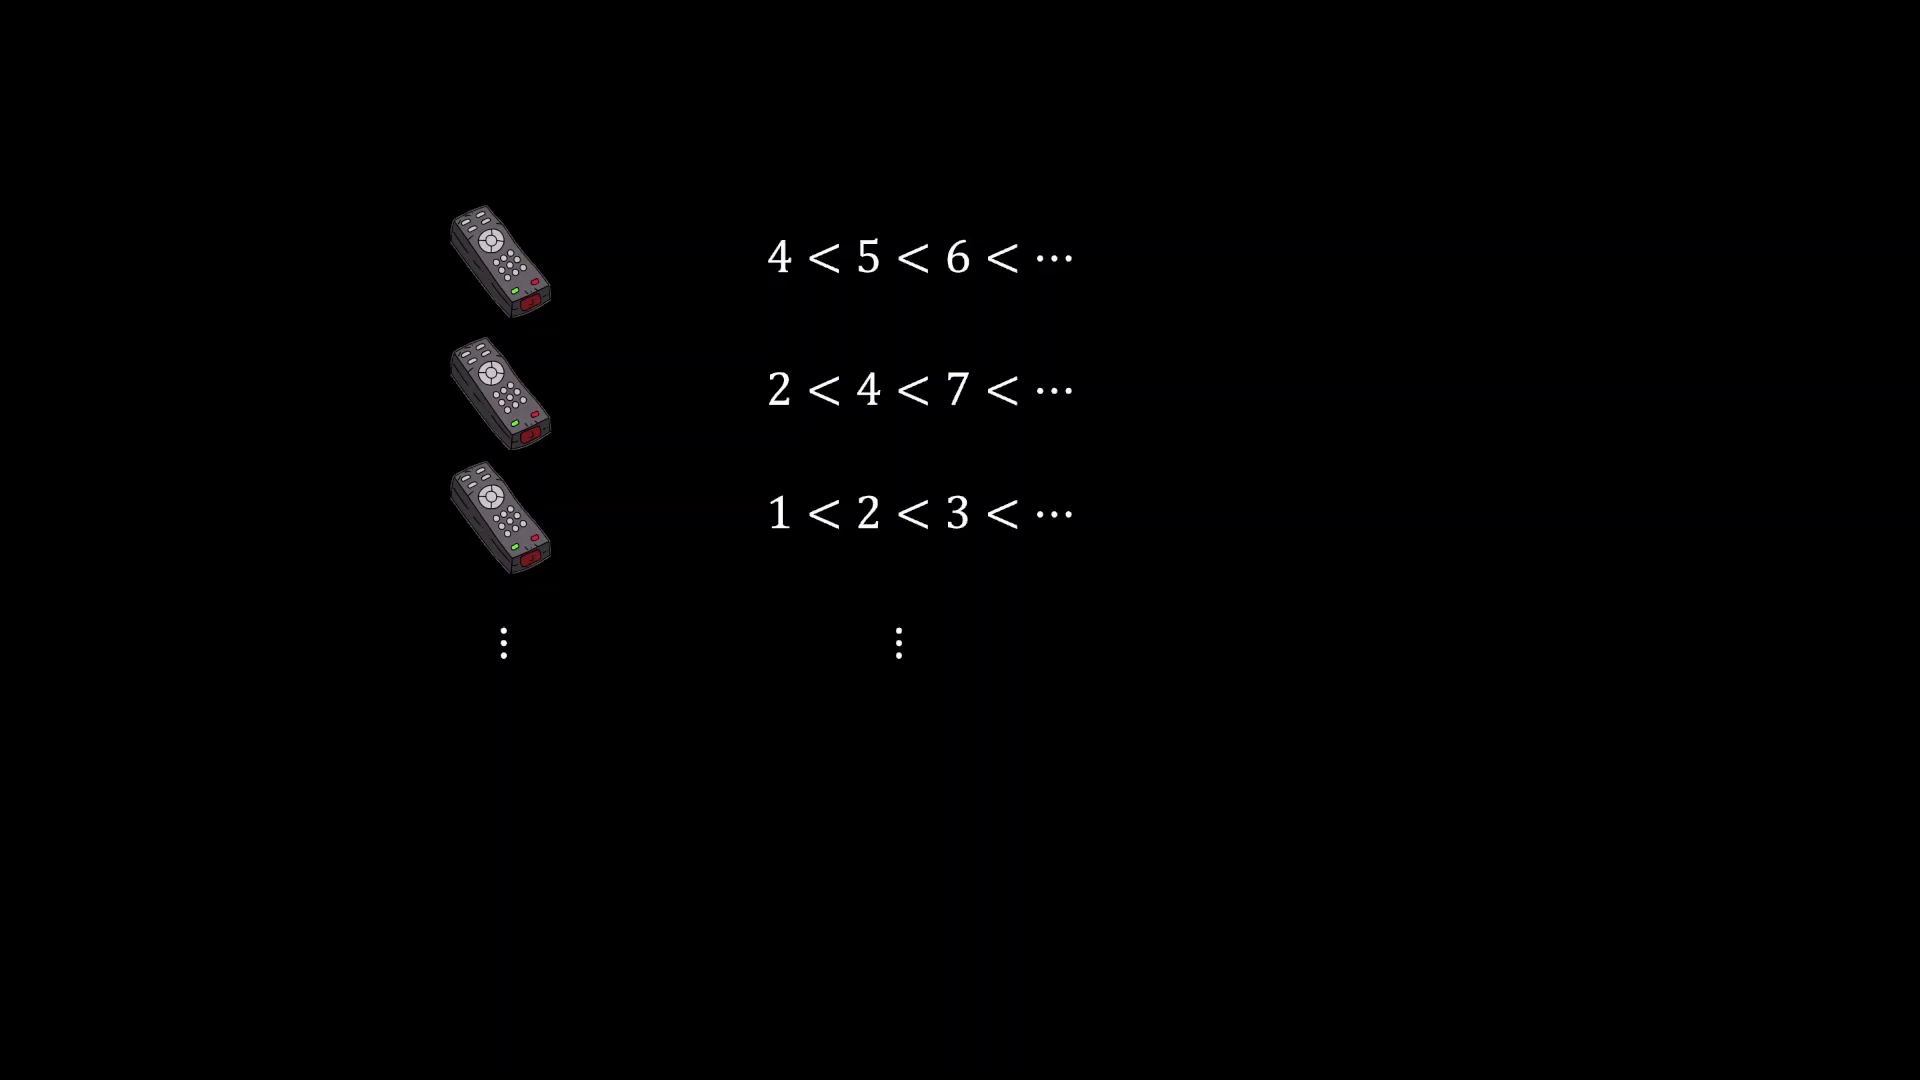 4 < 5 < 6 < ⋯
2 < 4 < 7 < ⋯
1 < 2 < 3 < ⋯
⋮ ⋮